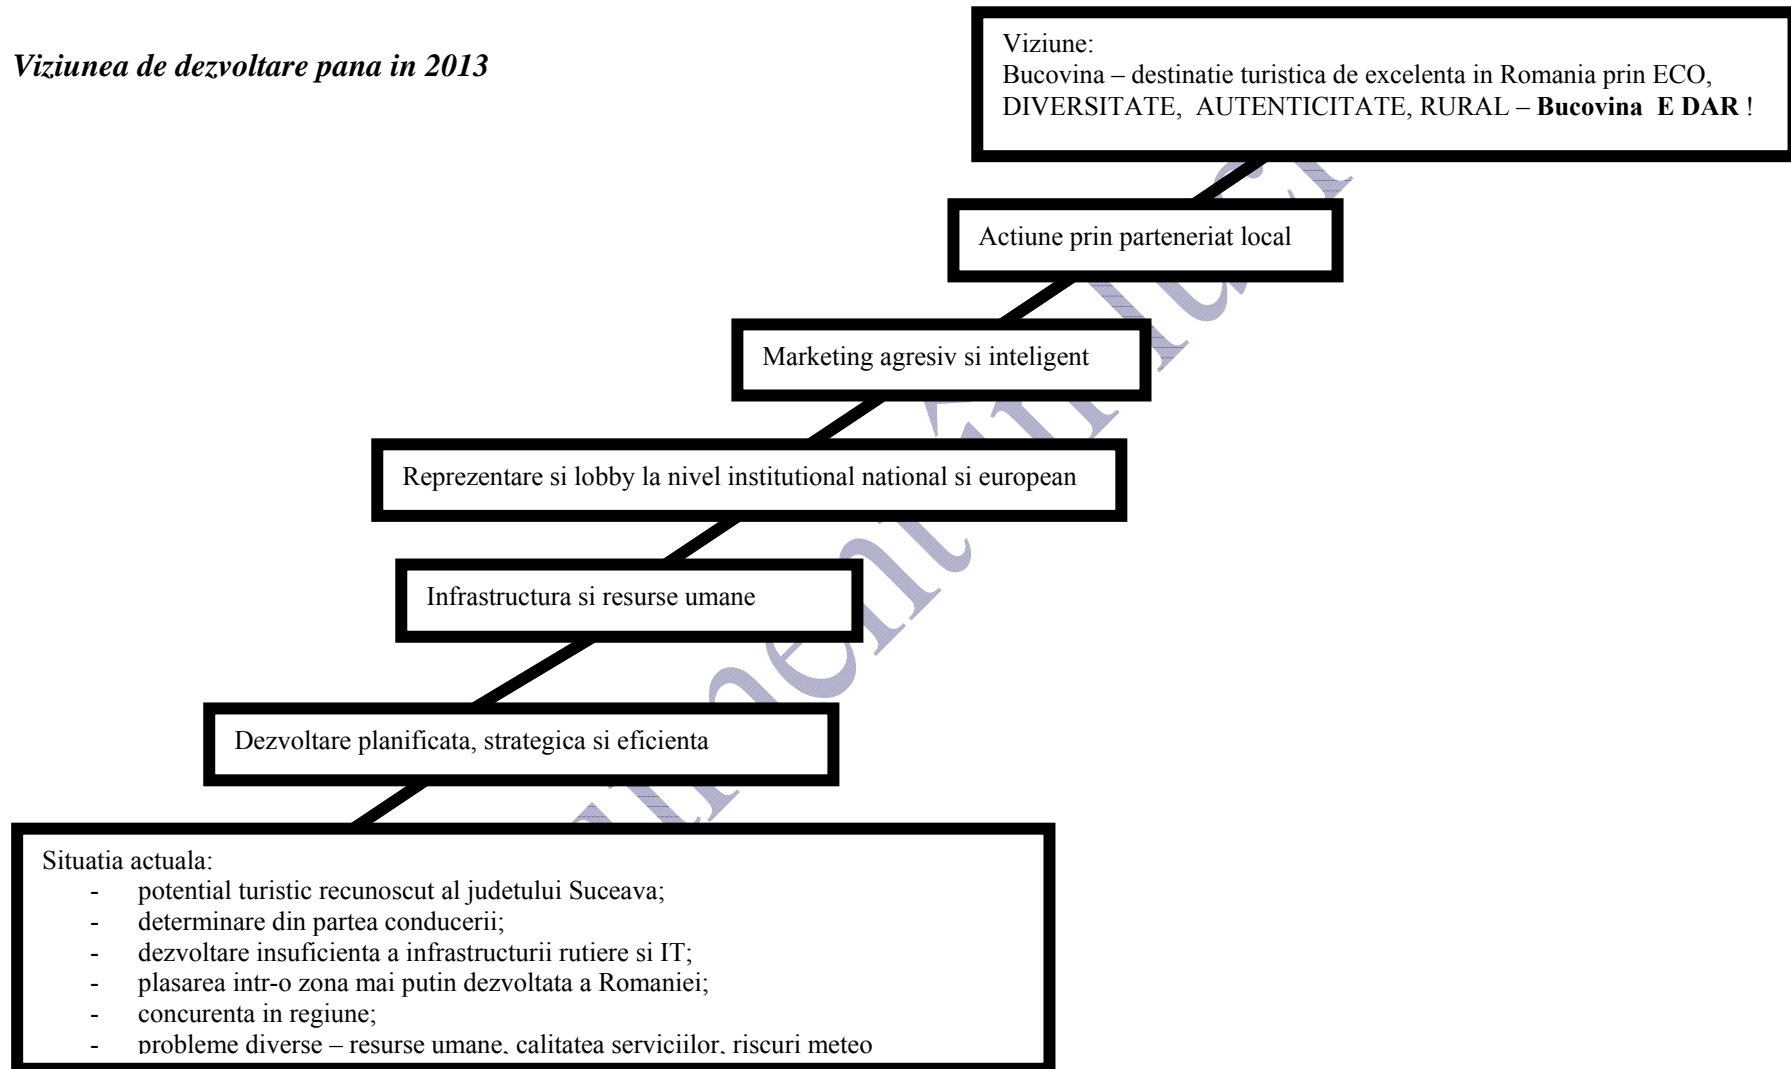 Viziunea de dezvoltare pana in 2013
Viziune:
Bucovina – destinatie turistica de excelenta in Romania prin ECO,
DIVERSITATE, AUTENTICITATE, RURAL – Bucovina E DAR !
Actiune prin parteneriat local
Marketing agresiv si inteligent
Reprezentare si lobby la nivel institutional national si european
Infrastructura si resurse umane
Dezvoltare planificata, strategica si eficienta
Situatia actuala:
- potential turistic recunoscut al judetului Suceava;
- determinare din partea conducerii;
- dezvoltare insuficienta a infrastructurii rutiere si IT;
- plasarea intr-o zona mai putin dezvoltata a Romaniei;
- concurenta in regiune;
- probleme diverse – resurse umane, calitatea serviciilor, riscuri meteo